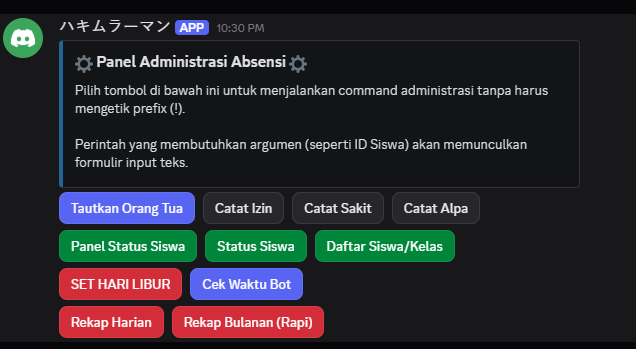 ハキムラーマン APP 10:30 PM
Panel Administrasi Absensi
Pilih tombol di bawah ini untuk menjalankan command administrasi tanpa harus
mengetik prefix (!).
Perintah yang membutuhkan argumen (seperti ID Siswa) akan memunculkan
formulir input teks.
Tautkan Orang Tua Catat Izin Catat Sakit Catat Alpa
Panel Status Siswa Status Siswa Daftar Siswa/Kelas
SET HARI LIBUR Cek Waktu Bot
Rekap Harian Rekap Bulanan (Rapi)